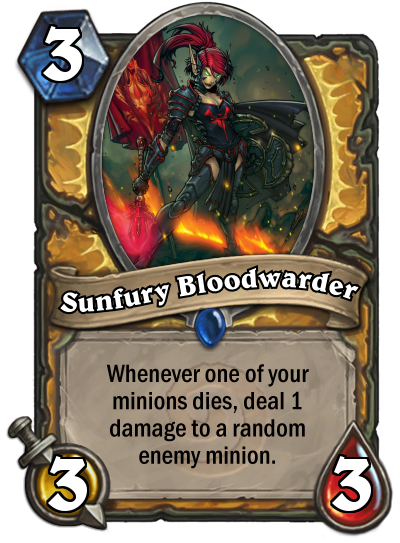 3
Sunfury Bloodwarder
Whenever one of your
minions dies, deal 1
damage to a random
enemy minion.
3
3